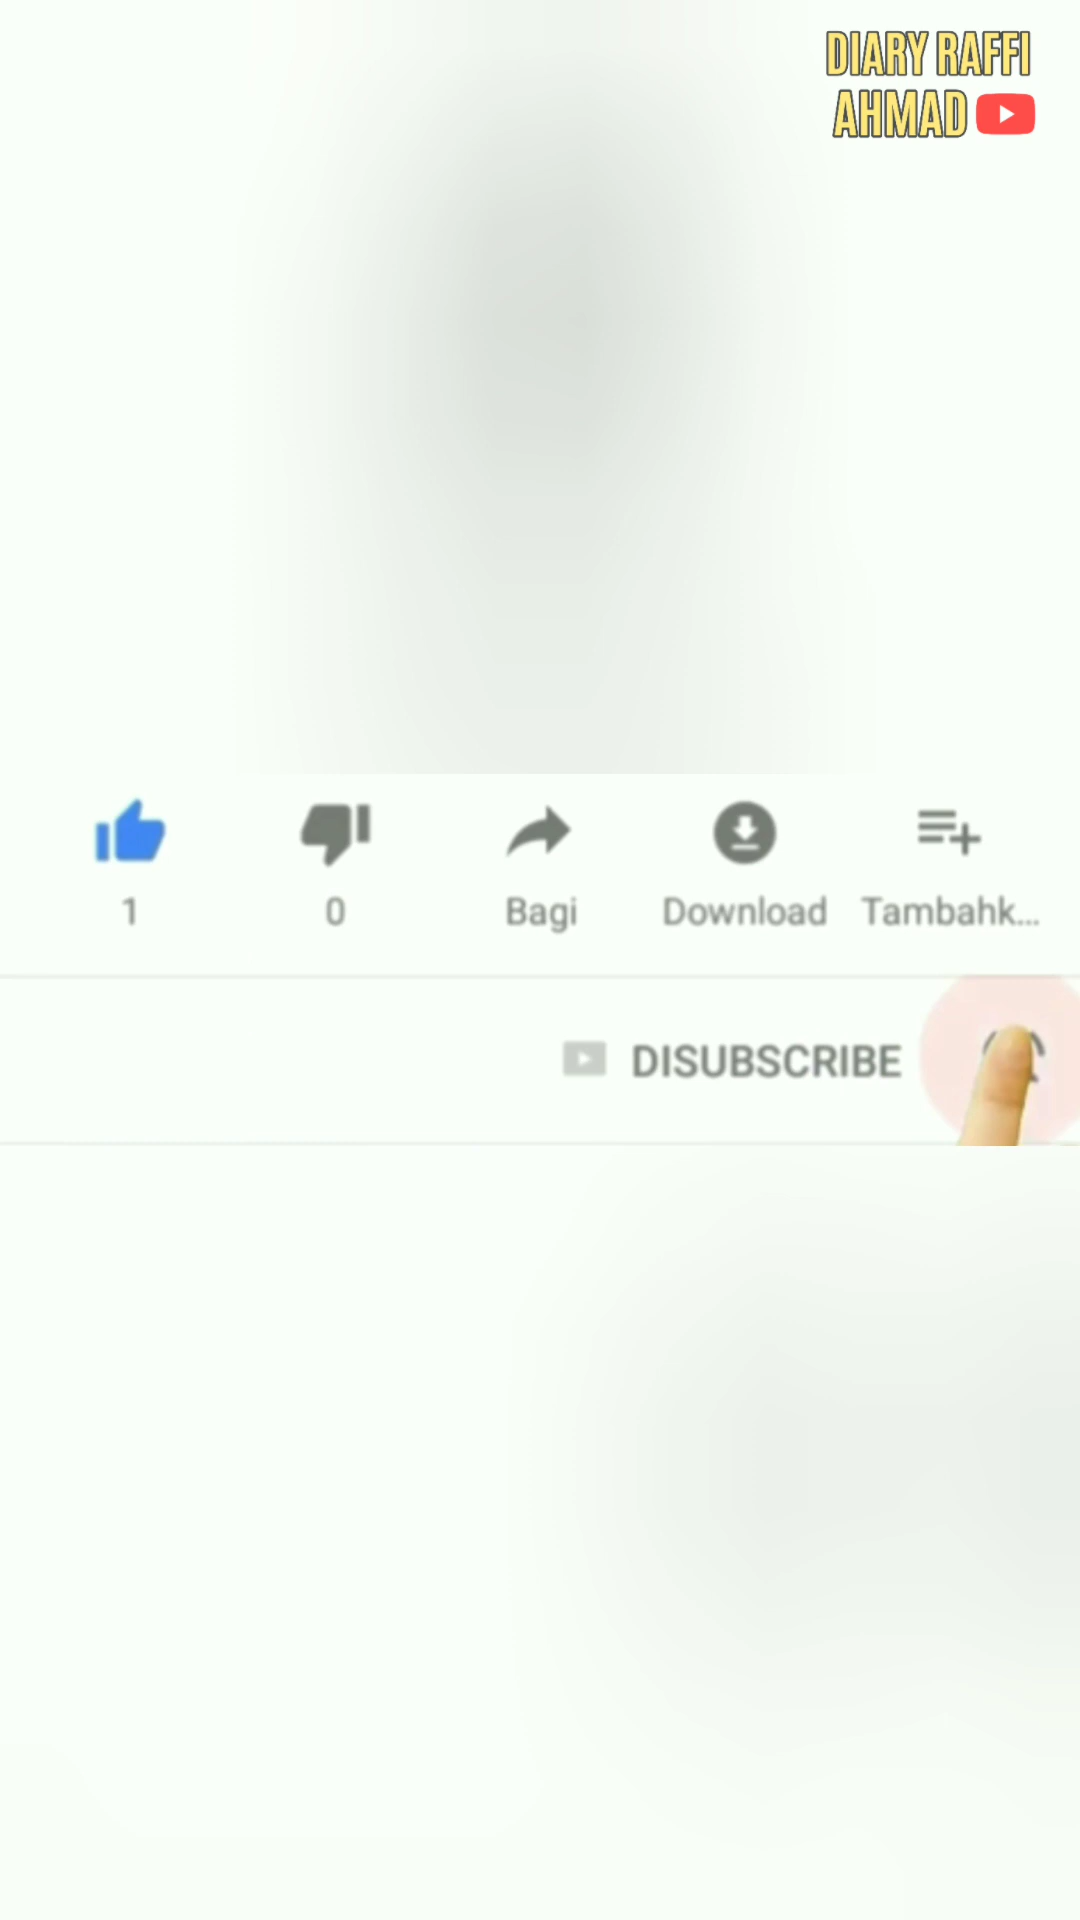 DIARY RAFFI
AHMAD
1
0
Bagi
Download
Tambahk...
DISUBSCRIBE